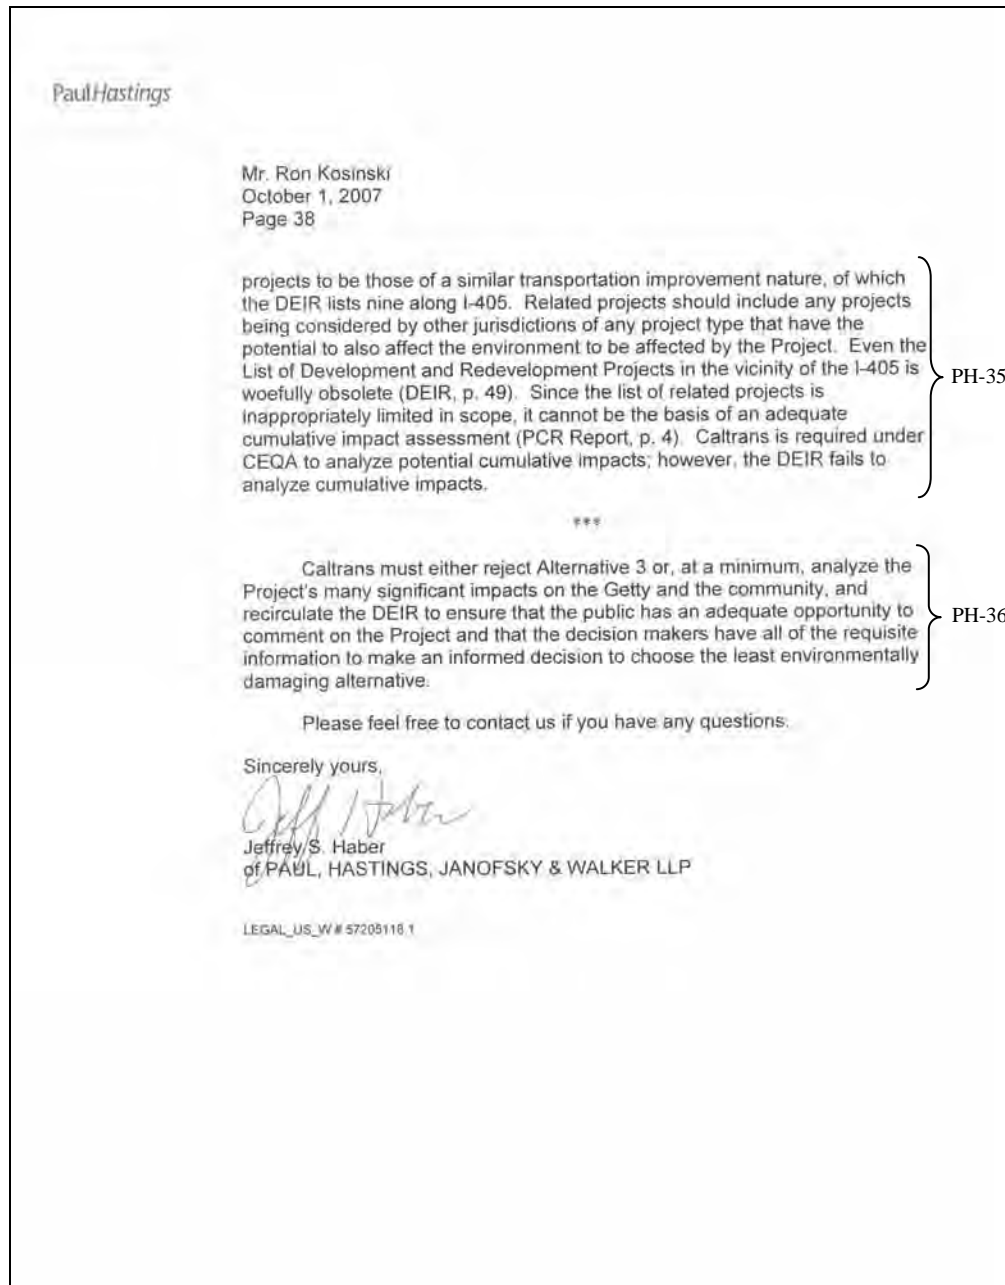 PaulHastings
Mr. Ron Kosinski
October 1, 2007
Page 38
projects to be those of a similar transportation improvement nature, of which
the DEIR lists nine along I-405. Related projects should include any projects
being considered by other jurisdictions of any project type that have the
potential to also affect the environment to be affected by the Project. Even the
List of Development and Redevelopment Projects in the vicinity of the I-405 is
woefully obsolete (DEIR, p. 49). Since the list of related projects is
inappropriately limited in scope, it cannot be the basis of an adequate
cumulative impact assessment (PCR Report, p. 4). Caltrans is required under
CEQA to analyze potential cumulative impacts; however, the DEIR fails to
analyze cumulative impacts.
PH-35
***
Caltrans must either reject Alternative 3 or, at a minimum, analyze the
Project's many significant impacts on the Getty and the community, and
recirculate the DEIR to ensure that the public has an adequate opportunity to
comment on the Project and that the decision makers have all of the requisite
information to make an informed decision to choose the least environmentally
damaging alternative.
PH-36
Please feel free to contact us if you have any questions.
Sincerely yours,
Jeff Haber
Jeffrey S. Haber
of PAUL, HASTINGS, JANOFSKY & WALKER LLP
LEGAL_US_W # 57205118.1